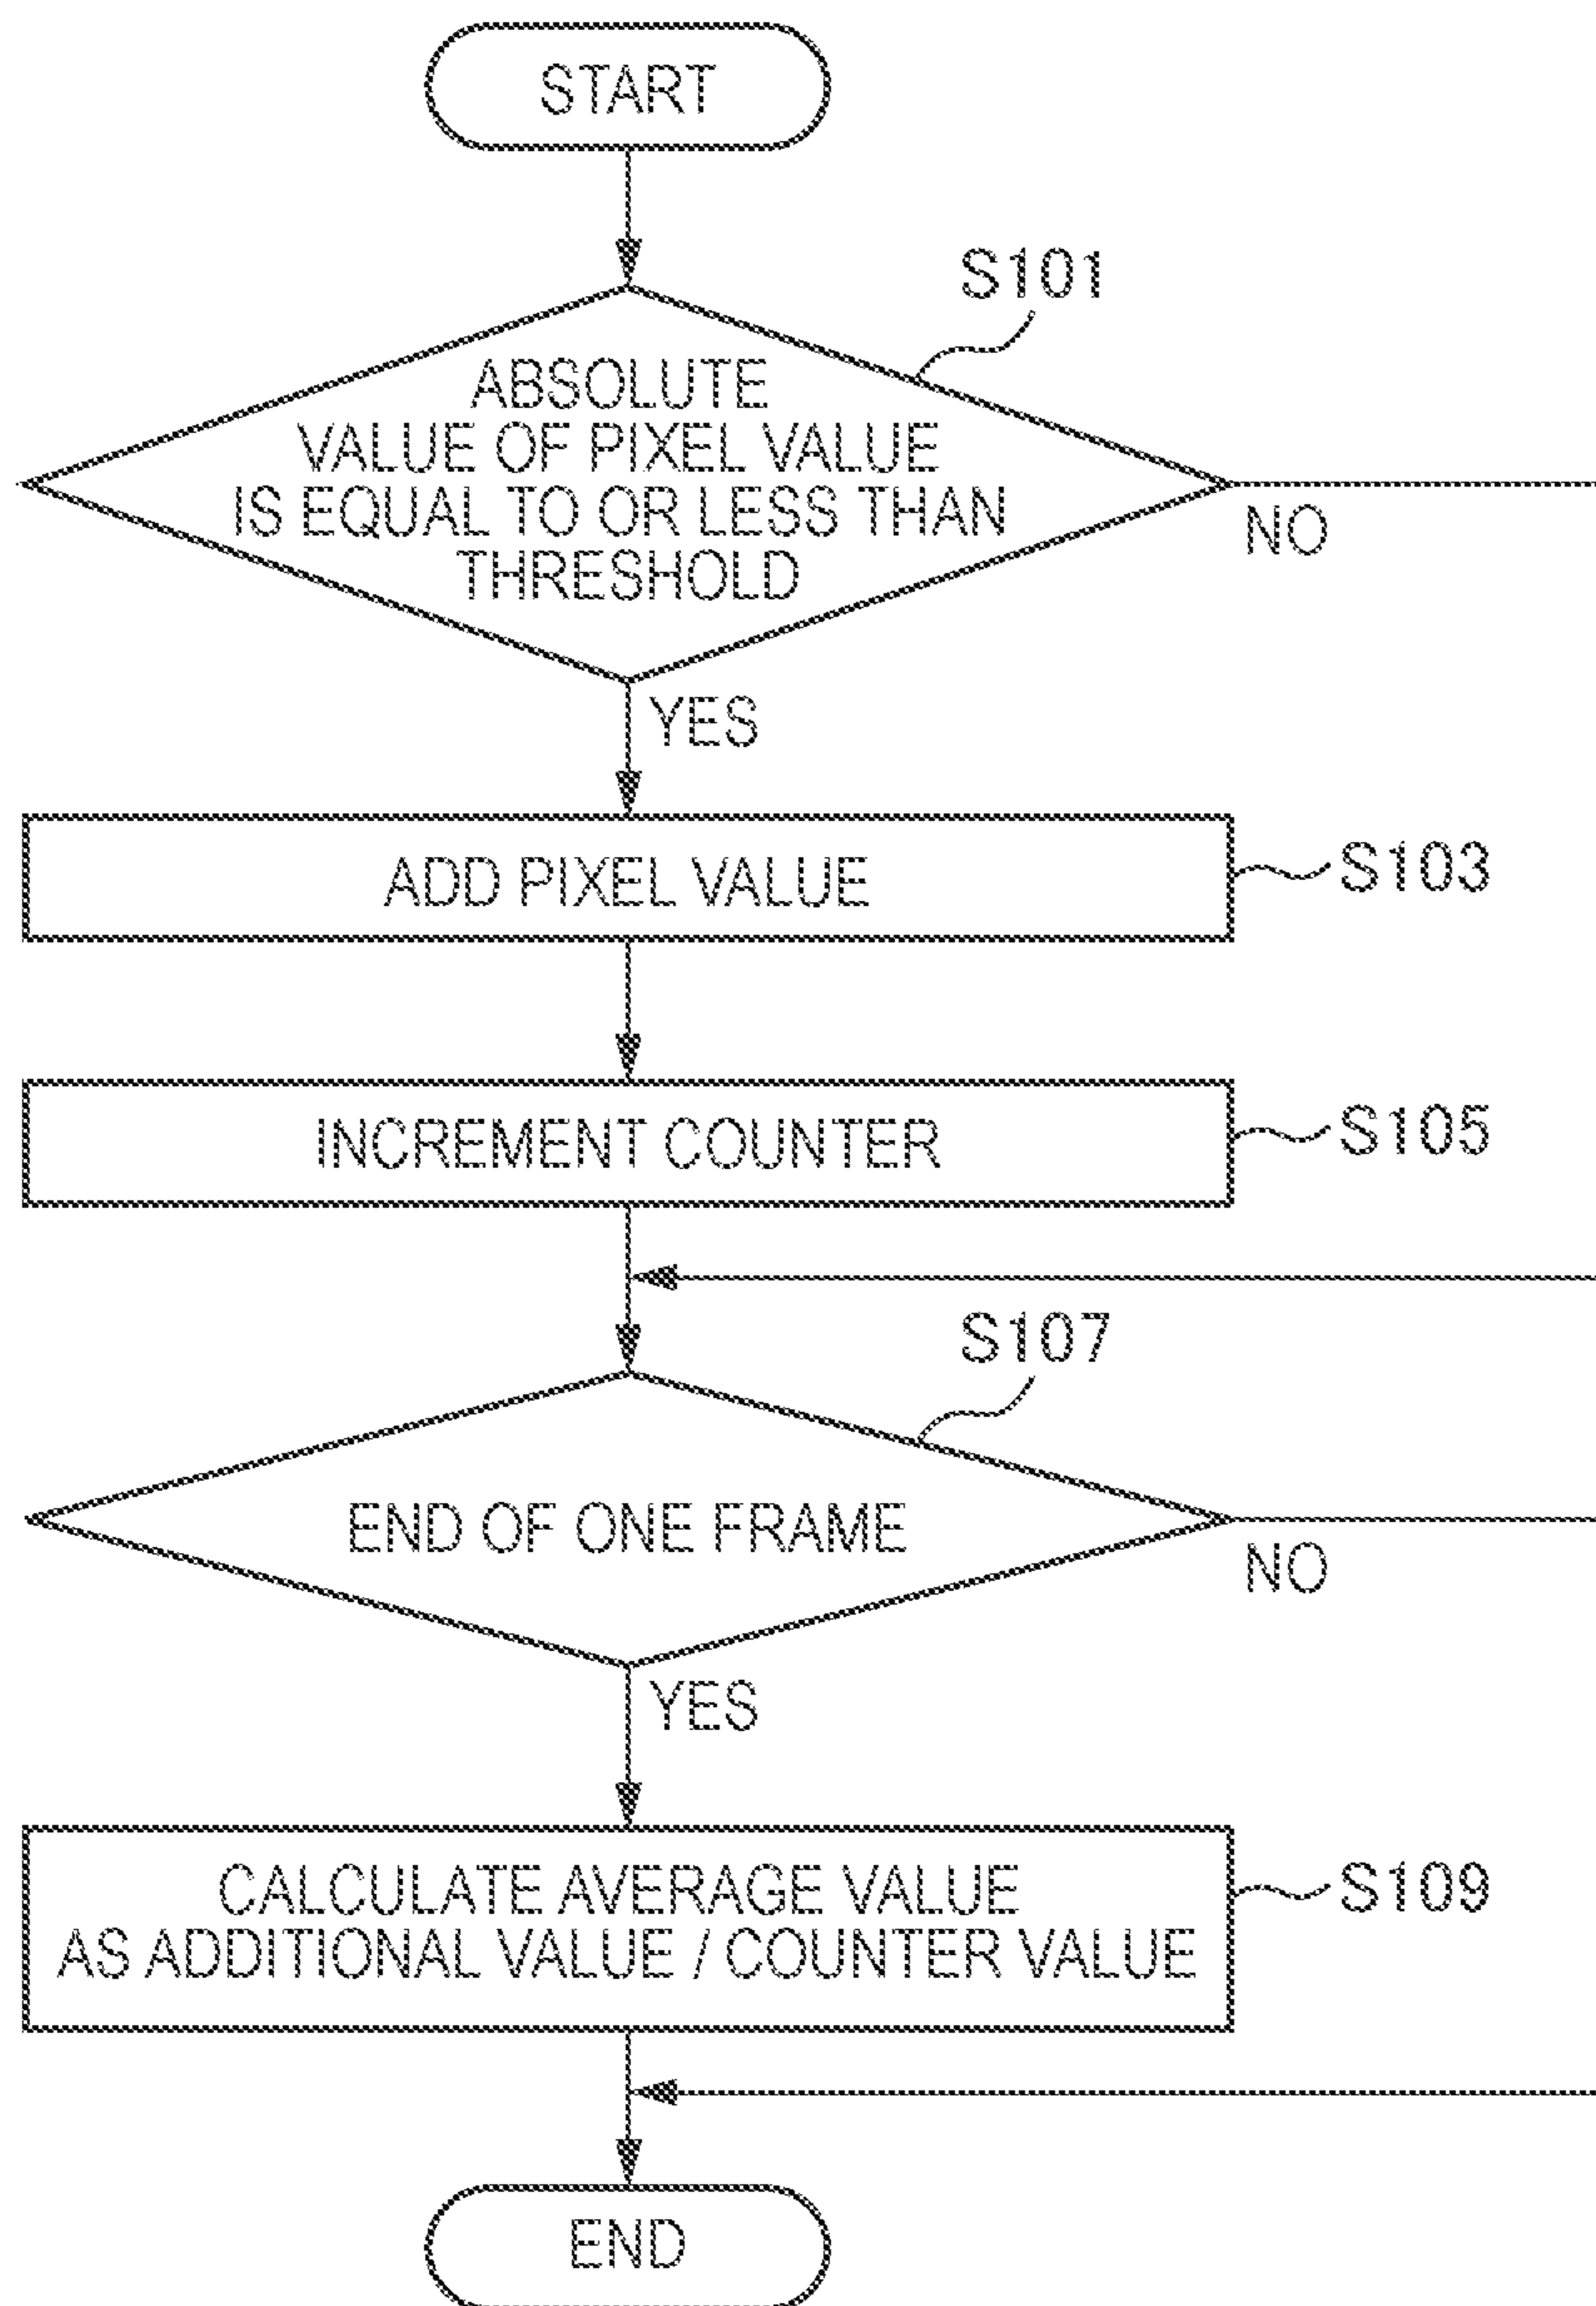 START
S101
ABSOLUTE
VALUE OF PIXEL VALUE
IS EQUAL TO OR LESS THAN
THRESHOLD
NO
YES
ADD PIXEL VALUE
S103
INCREMENT COUNTER
S105
S107
END OF ONE FRAME
NO
YES
CALCULATE AVERAGE VALUE
AS ADDITIONAL VALUE / COUNTER VALUE
S109
END